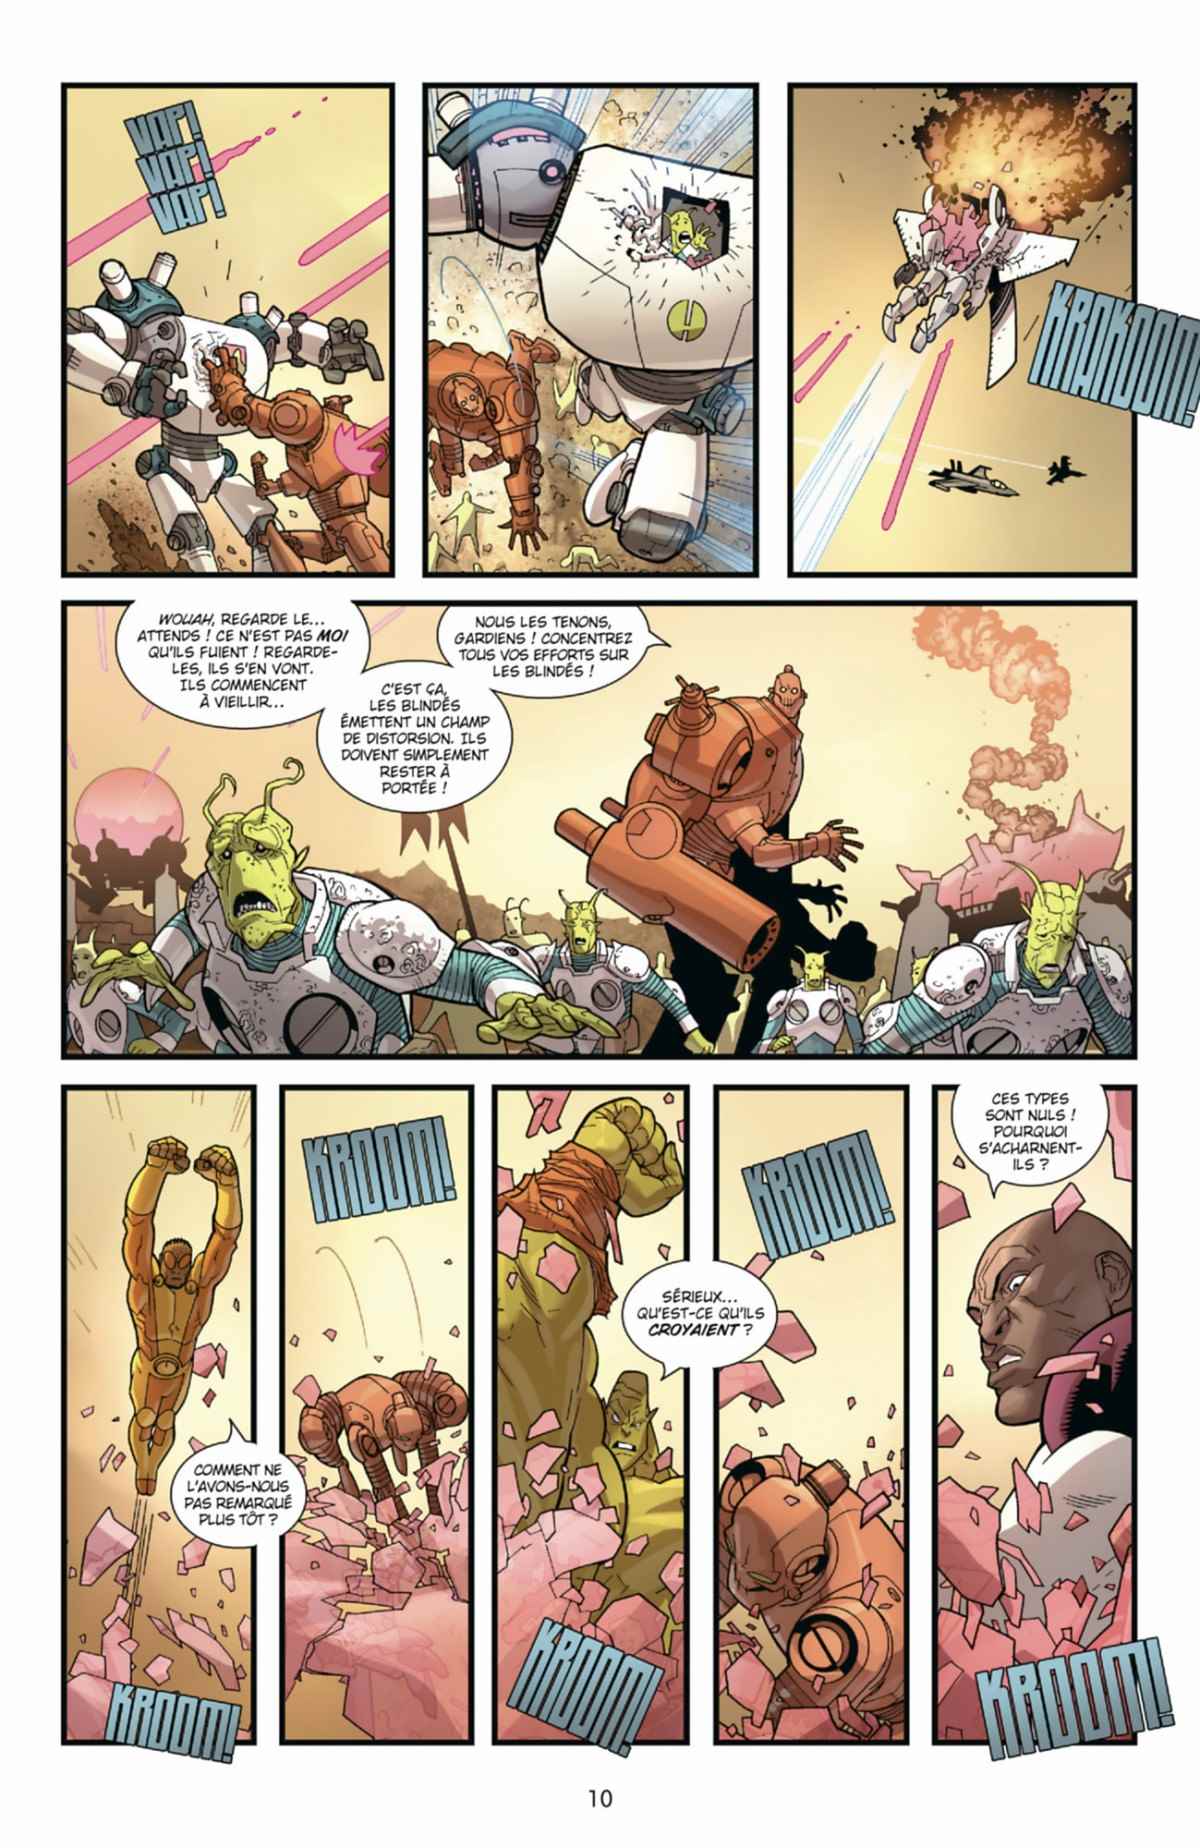 VAP!
VAP!
VAP!
KRAKOOM!
WOUAH, REGARDE LE...
ATTENDS ! CE N'EST PAS MOI
QU'ILS FUIENT ! REGARDE-
LES, ILS S'EN VONT.
ILS COMMENCENT
À VIEILLIR...
C'EST ÇA,
LES BLINDÉS
ÉMETTENT UN CHAMP
DE DISTORSION. ILS
DOIVENT SIMPLEMENT
RESTER À
PORTÉE !
NOUS LES TENONS,
GARDIENS ! CONCENTREZ
TOUS VOS EFFORTS SUR
LES BLINDÉS !
COMMENT NE
L'AVONS-NOUS
PAS REMARQUÉ
PLUS TÔT ?
KROOM!
KROOM!
SÉRIEUX...
QU'EST-CE QU'ILS
CROYAIENT ?
KROOM!
KROOM!
CES TYPES
SONT NULS !
POURQUOI
S'ACHARNENT-
ILS ?
KROOM!
10